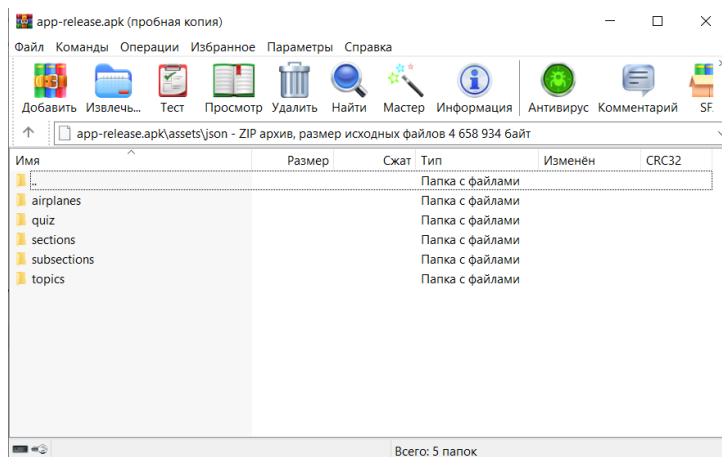 app-release.apk (пробная копия)
Файл Команды Операции Избранное Параметры Справка
Добавить Извлечь... Тест Просмотр Удалить Найти Мастер Информация Антивирус Комментарий SF
app-release.apk\assets\json - ZIP архив, размер исходных файлов 4 658 934 байт
Имя Размер Сжат Тип Изменён CRC32
.. Папка с файлами
airplanes Папка с файлами
quiz Папка с файлами
sections Папка с файлами
subsections Папка с файлами
topics Папка с файлами
Всего: 5 папок